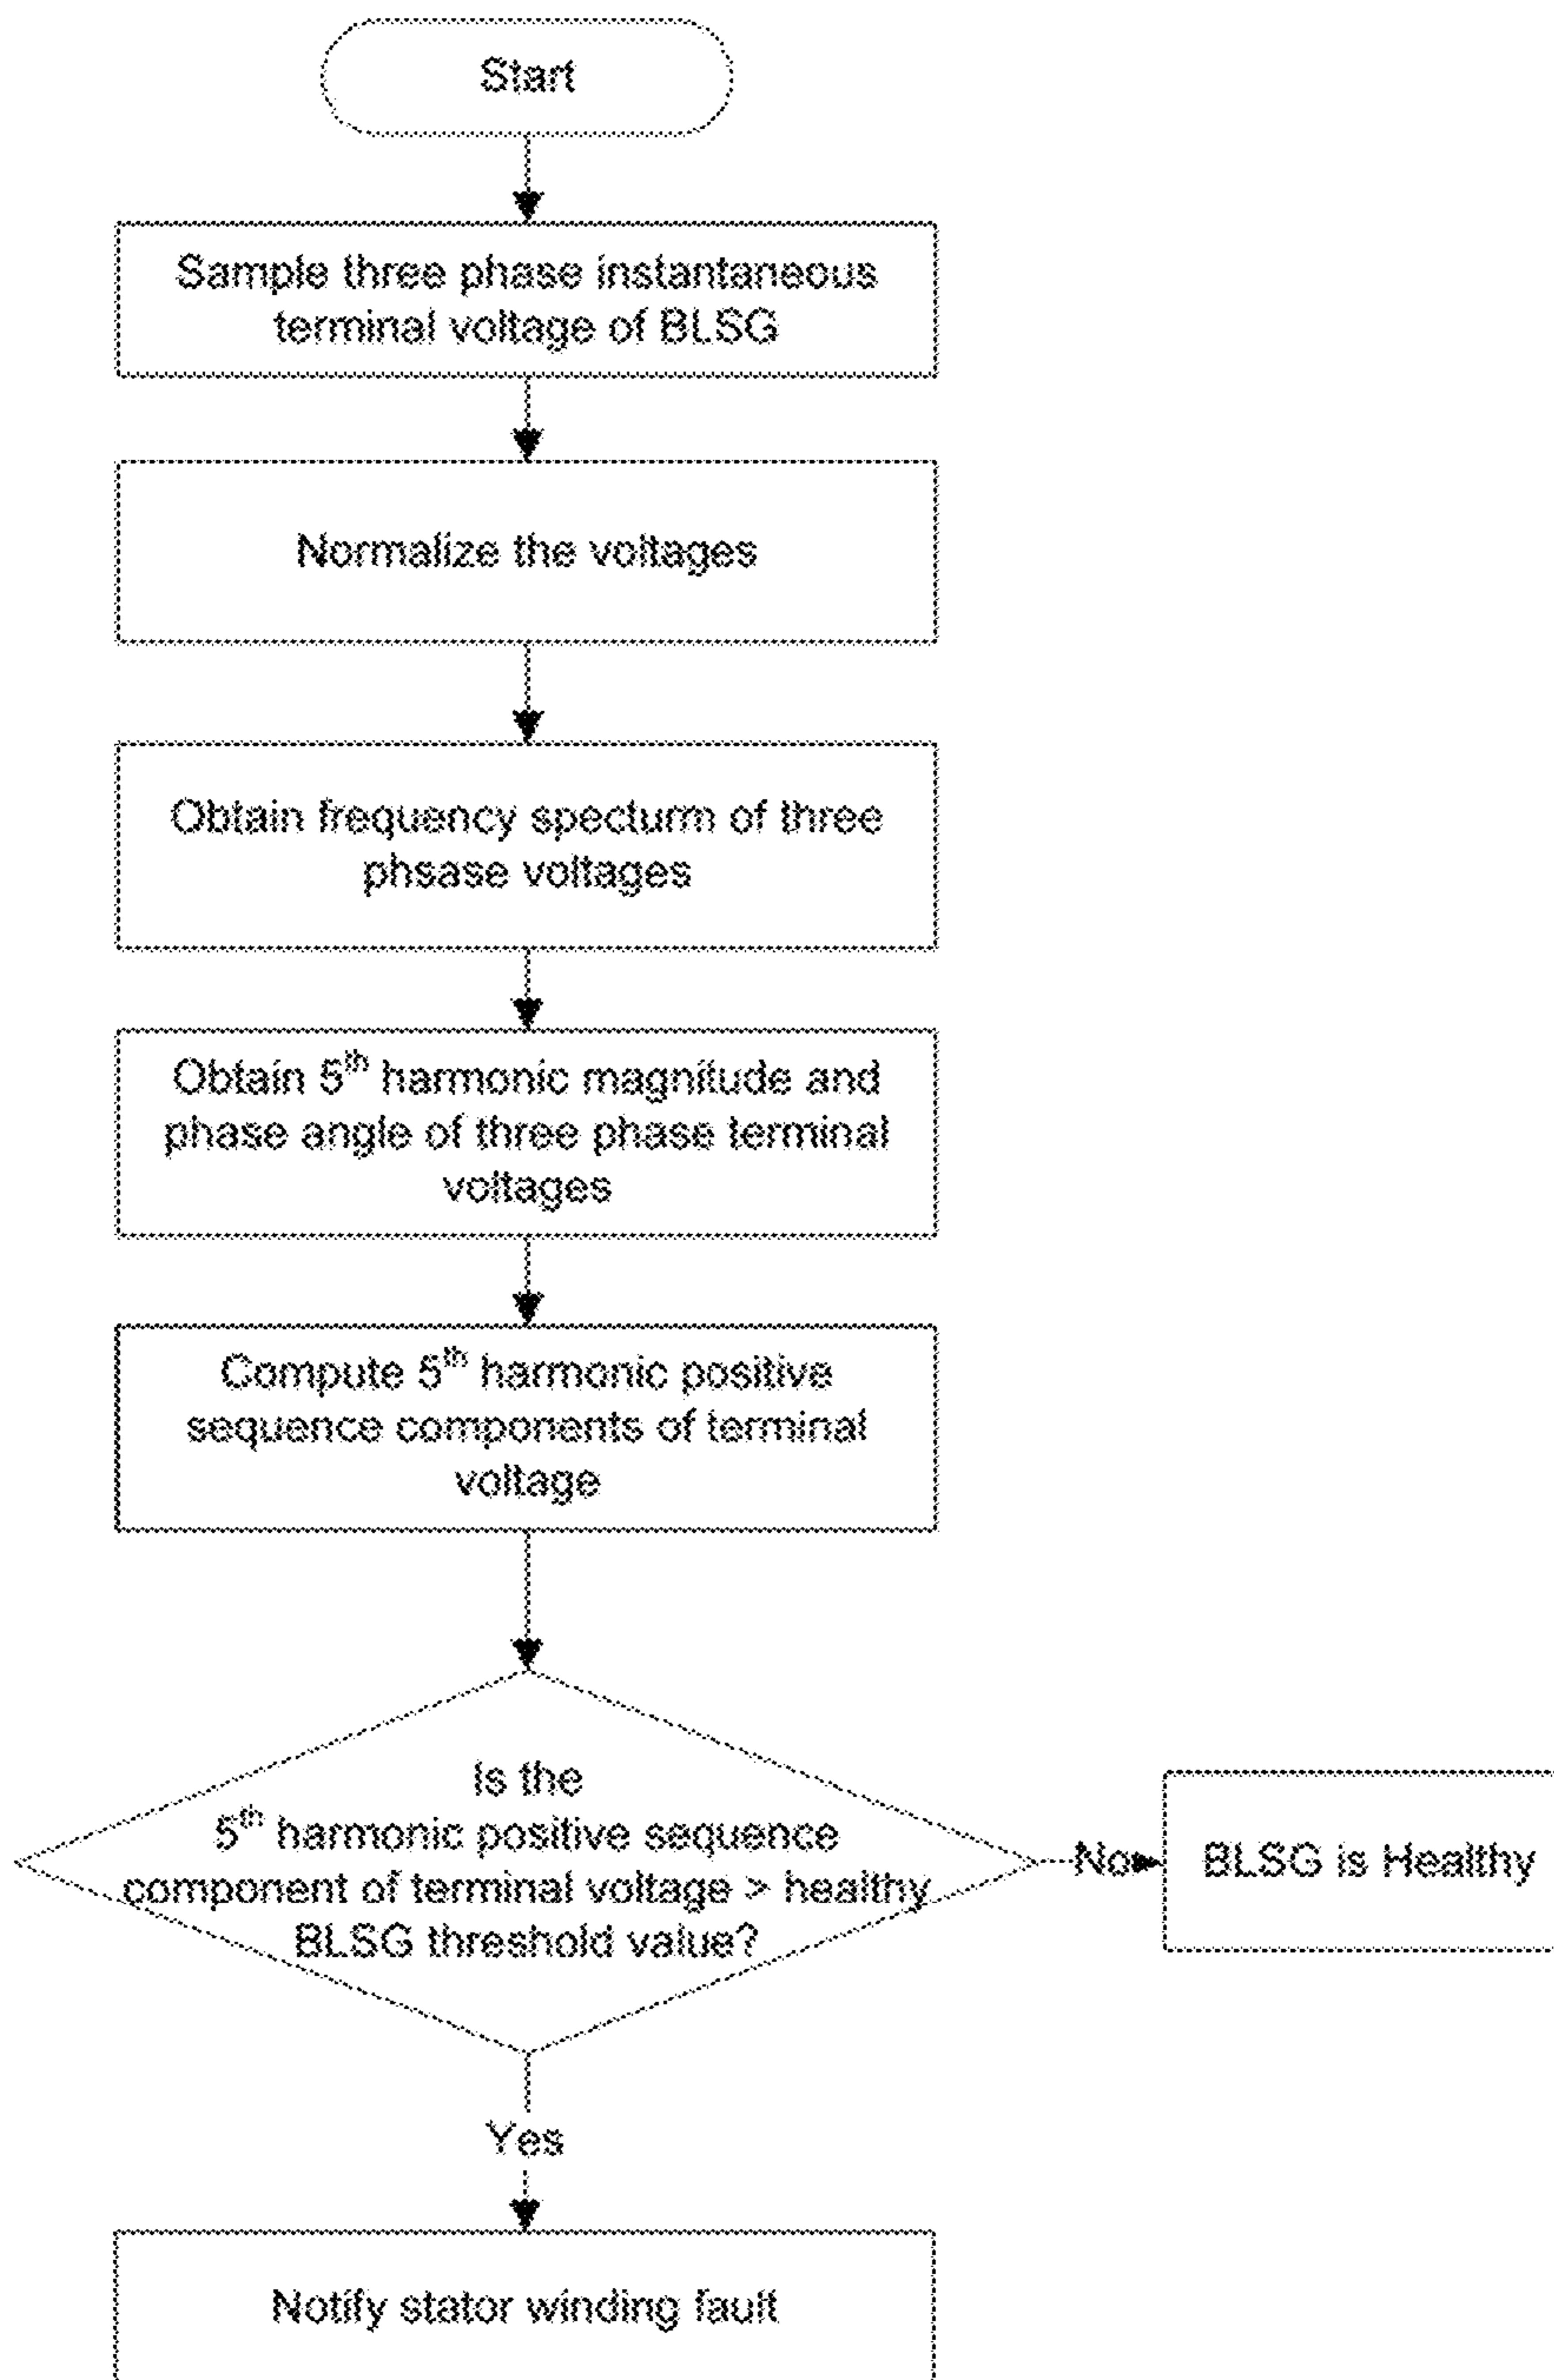 Start
Sample three phase instantaneous
terminal voltage of BLSG
Normalize the voltages
Obtain frequency specturm of three
phsase voltages
Obtain 5th harmonic magnitude and
phase angle of three phase terminal
voltages
Compute 5th harmonic positive
sequence components of terminal
voltage
Is the
5th harmonic positive sequence
component of terminal voltage > healthy
BLSG threshold value?
No
BLSG is Healthy
Yes
Notify stator winding fault